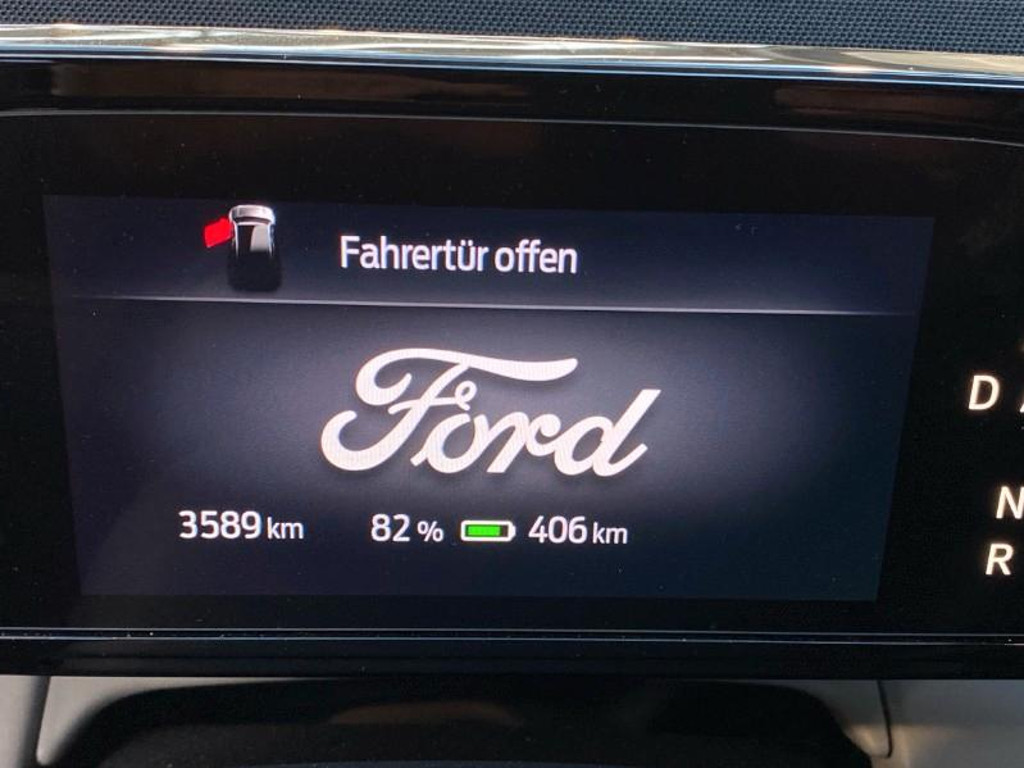 Fahrertür offen
Ford
3589 km 82 % 406 km
D
N
R